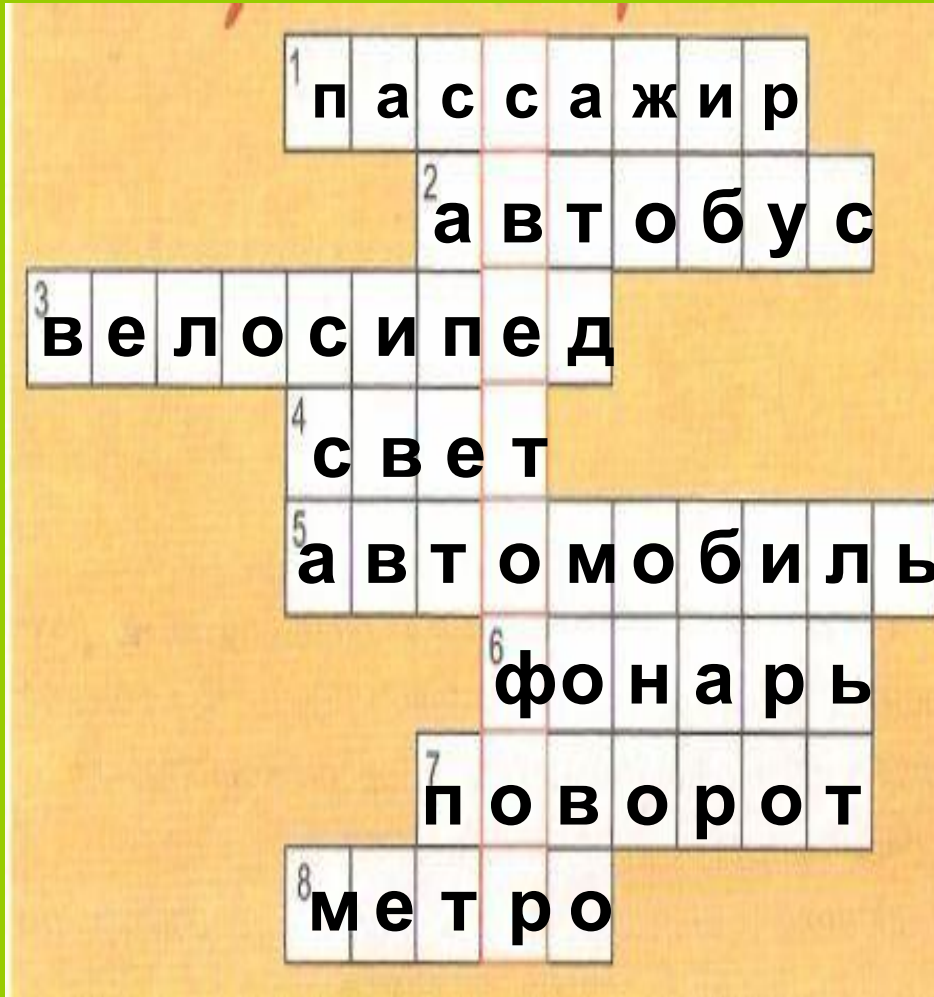 1 пассажир
2 автобус
3 велосипед
4 свет
5 автомобиль
6 фонарь
7 поворот
8 метро